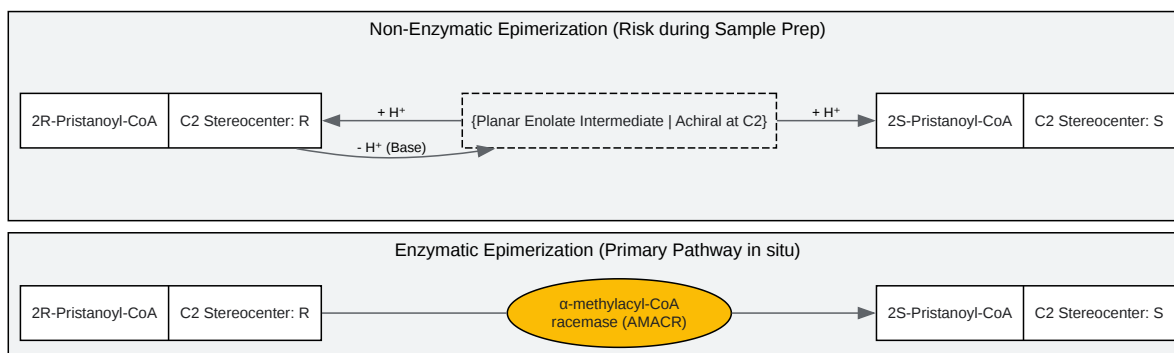 Non-Enzymatic Epimerization (Risk during Sample Prep)
2R-Pristanoyl-CoA
C2 Stereocenter: R
+ H⁺
- H⁺ (Base)
{Planar Enolate Intermediate | Achiral at C2}
+ H⁺
2S-Pristanoyl-CoA
C2 Stereocenter: S
Enzymatic Epimerization (Primary Pathway in situ)
2R-Pristanoyl-CoA
C2 Stereocenter: R
α-methylacyl-CoA
racemase (AMACR)
2S-Pristanoyl-CoA
C2 Stereocenter: S